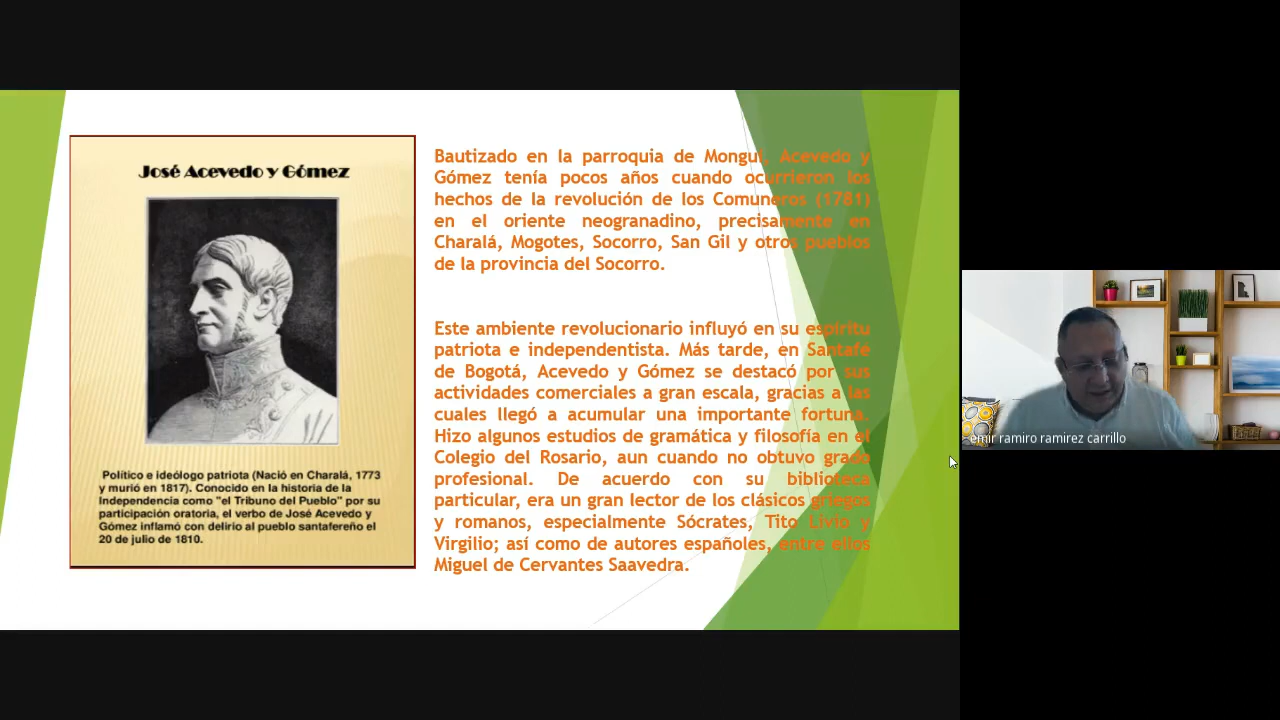 José Acevedo y Gómez
Político e ideólogo patriota (Nació en Charalá, 1773
y murió en 1817). Conocido en la historia de la
Independencia como "el Tribuno del Pueblo" por su
participación oratoria, el verbo de José Acevedo y
Gómez inflamó con delirio al pueblo santafereño el
20 de julio de 1810.
Bautizado en la parroquia de Monguí, Acevedo y
Gómez tenía pocos años cuando ocurrieron los
hechos de la revolución de los Comuneros (1781)
en el oriente neogranadino, precisamente en
Charalá, Mogotes, Socorro, San Gil y otros pueblos
de la provincia del Socorro.
Este ambiente revolucionario influyó en su espíritu
patriota e independentista. Más tarde, en Santafé
de Bogotá, Acevedo y Gómez se destacó por sus
actividades comerciales a gran escala, gracias a las
cuales llegó a acumular una importante fortuna.
Hizo algunos estudios de gramática y filosofía en el
Colegio del Rosario, aun cuando no obtuvo grado
profesional. De acuerdo con su biblioteca
particular, era un gran lector de los clásicos griegos
y romanos, especialmente Sócrates, Tito Livio y
Virgilio; así como de autores españoles, entre ellos
Miguel de Cervantes Saavedra.
emir ramiro ramirez carrillo